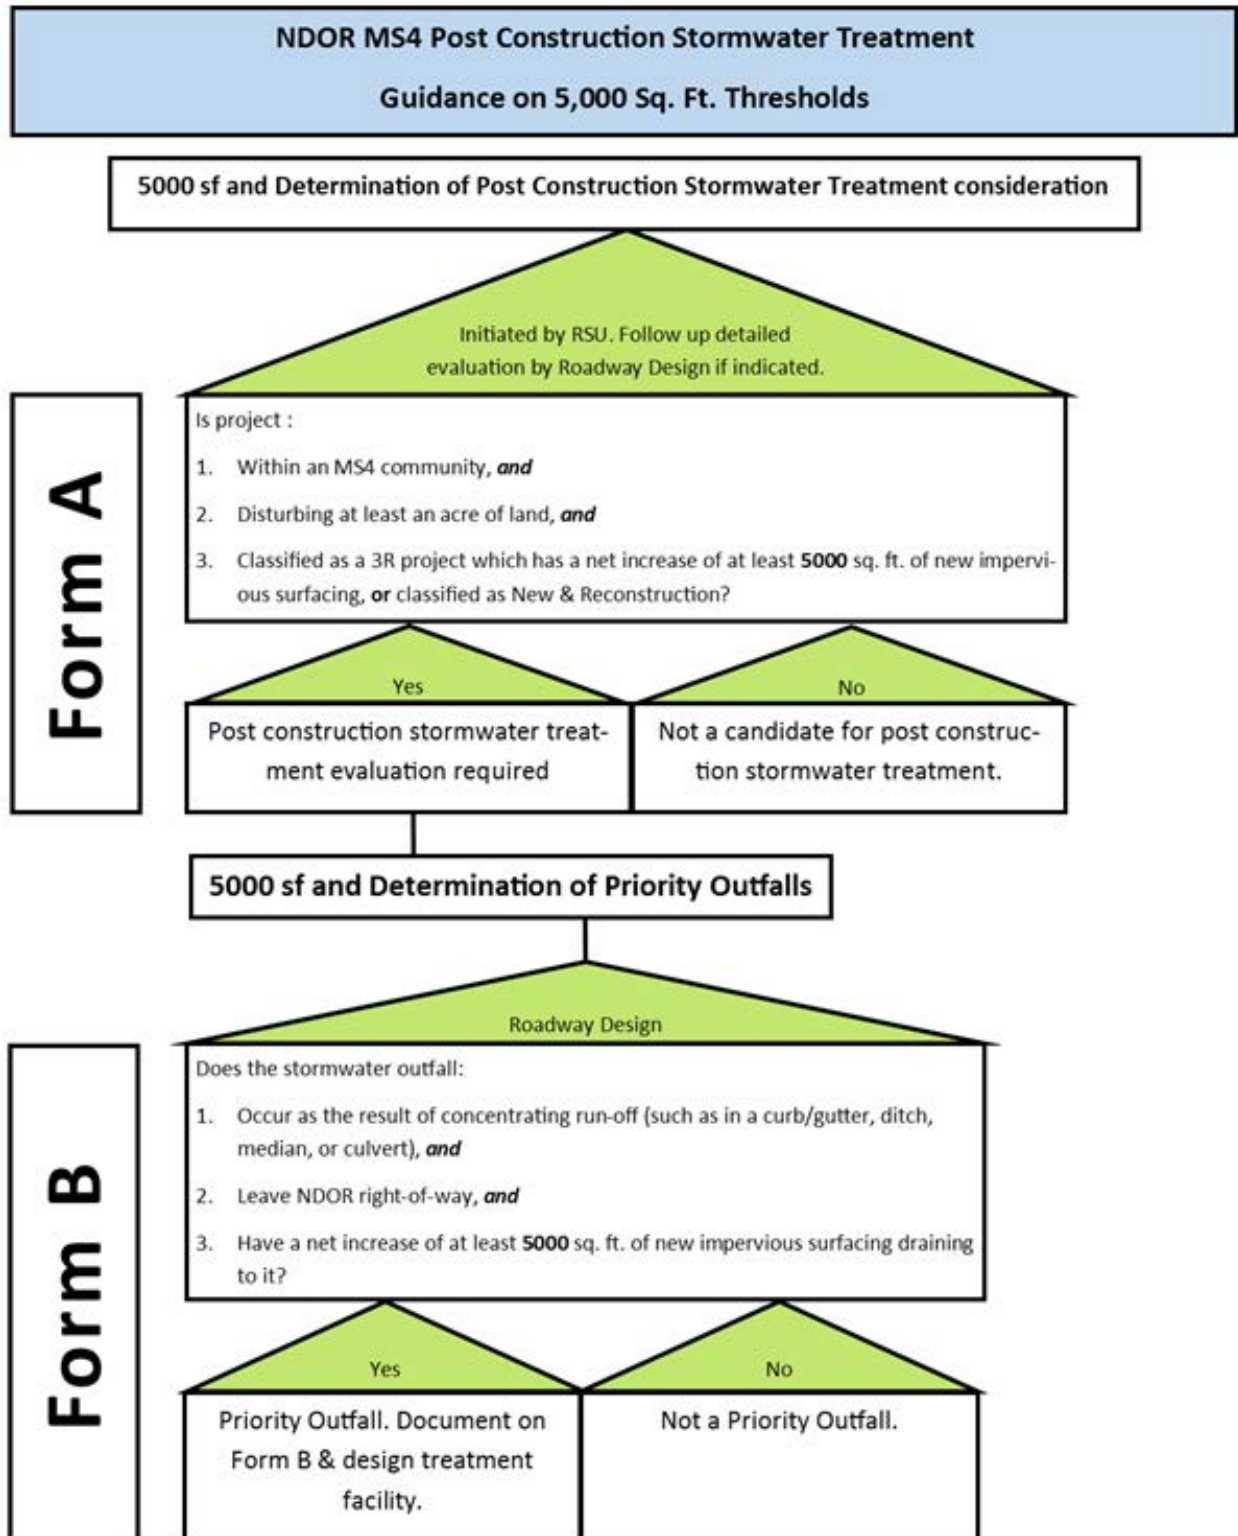 NDOR MS4 Post Construction Stormwater Treatment
Guidance on 5,000 Sq. Ft. Thresholds
5000 sf and Determination of Post Construction Stormwater Treatment consideration
Initiated by RSU. Follow up detailed
evaluation by Roadway Design if indicated.
Form A
Is project :
1. Within an MS4 community, and
2. Disturbing at least an acre of land, and
3. Classified as a 3R project which has a net increase of at least 5000 sq. ft. of new impervi-
ous surfacing, or classified as New & Reconstruction?
Yes
Post construction stormwater treat-
ment evaluation required
No
Not a candidate for post construc-
tion stormwater treatment.
5000 sf and Determination of Priority Outfalls
Roadway Design
Form B
Does the stormwater outfall:
1. Occur as the result of concentrating run-off (such as in a curb/gutter, ditch,
median, or culvert), and
2. Leave NDOR right-of-way, and
3. Have a net increase of at least 5000 sq. ft. of new impervious surfacing draining
to it?
Yes
Priority Outfall. Document on
Form B & design treatment
facility.
No
Not a Priority Outfall.